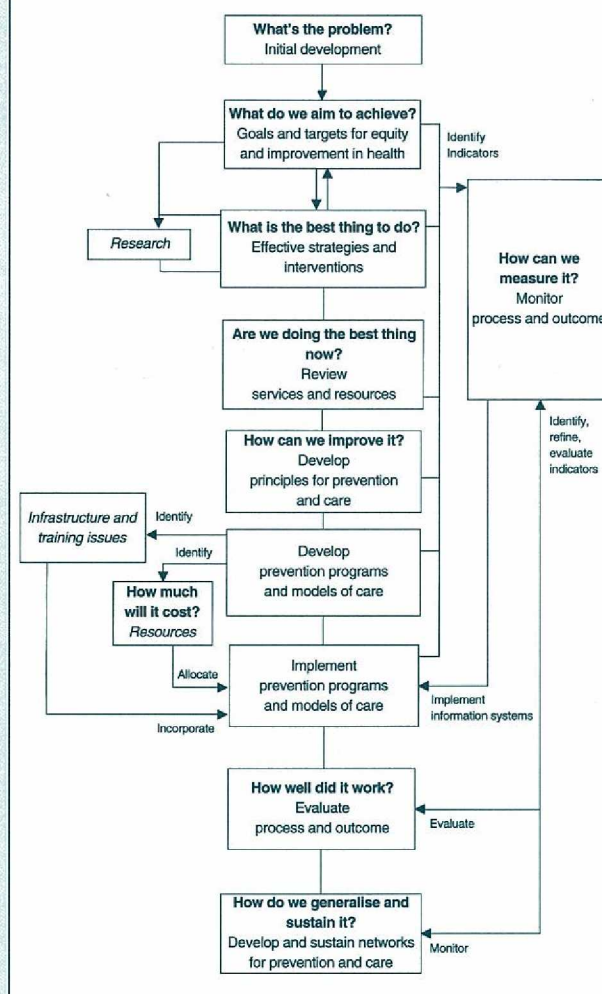 What's the problem?
Initial development
What do we aim to achieve?
Goals and targets for equity
and improvement in health
Identify
Indicators
Research
What is the best thing to do?
Effective strategies and
interventions
How can we
measure it?
Monitor
process and outcome
Are we doing the best thing
now?
Review
services and resources
How can we improve it?
Develop
principles for prevention
and care
Identify,
refine,
evaluate
indicators
Infrastructure and
training issues
Identify
Identify
Develop
prevention programs
and models of care
How much
will it cost?
Resources
Allocate
Incorporate
Implement
prevention programs
and models of care
Implement
information systems
How well did it work?
Evaluate
process and outcome
Evaluate
How do we generalise and
sustain it?
Develop and sustain networks
for prevention and care
Monitor